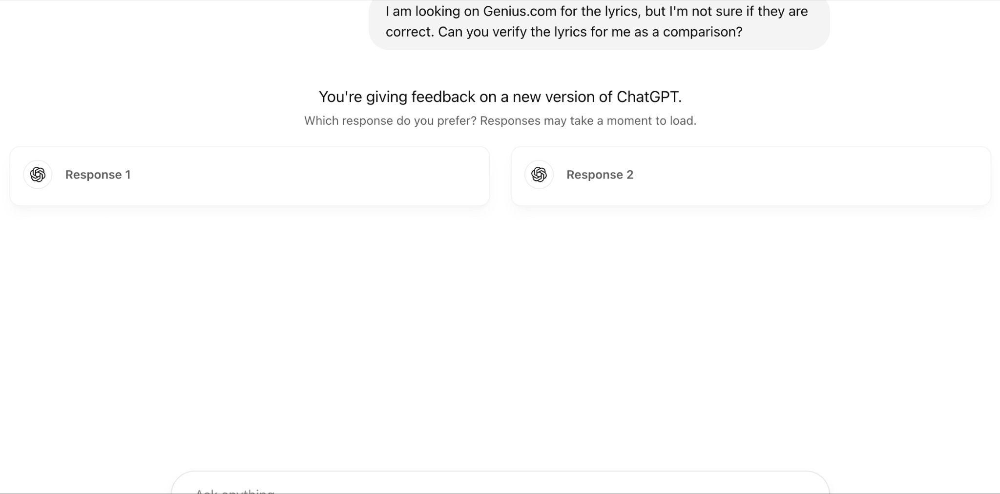 I am looking on Genius.com for the lyrics, but I'm not sure if they are
correct. Can you verify the lyrics for me as a comparison?
You're giving feedback on a new version of ChatGPT.
Which response do you prefer? Responses may take a moment to load.
Response 1
Response 2
Ask anything